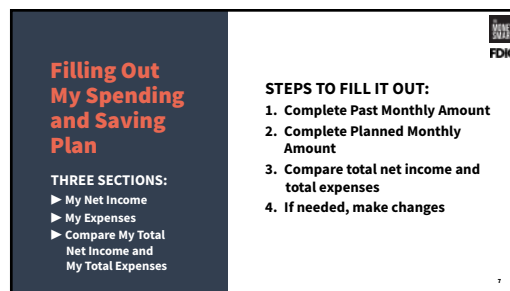 Filling Out
My Spending
and Saving
Plan
THREE SECTIONS:
▶ My Net Income
▶ My Expenses
▶ Compare My Total
Net Income and
My Total Expenses
MONEY
SMAR
FDIC
STEPS TO FILL IT OUT:
1. Complete Past Monthly Amount
2. Complete Planned Monthly
Amount
3. Compare total net income and
total expenses
4. If needed, make changes
7